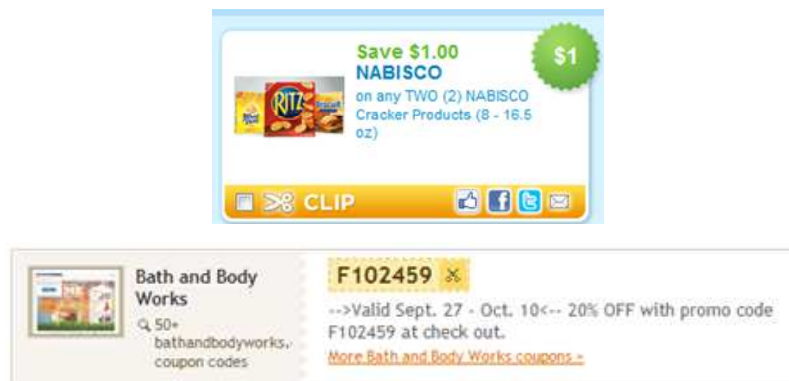 Save $1.00
$1
NABISCO
on any TWO (2) NABISCO
Cracker Products (8 - 16.5
oz)
RITZ
CLIP
Bath and Body
Works
50+
bathandbodyworks.
coupon codes
F102459
-->Valid Sept. 27 - Oct. 10<-- 20% OFF with promo code
F102459 at check out.
More Bath and Body Works coupons »